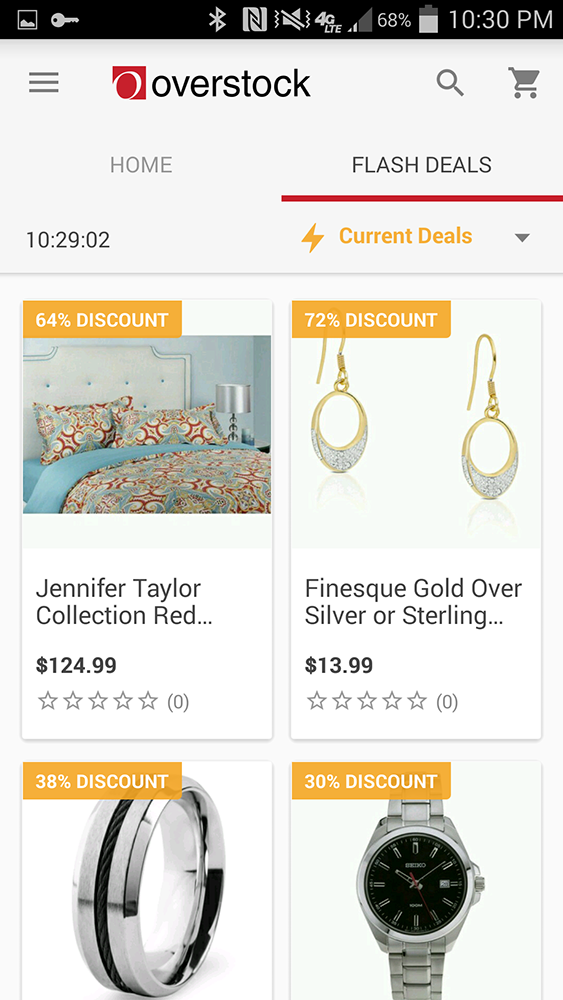 4G LTE 68% 10:30 PM
overstock
HOME FLASH DEALS
10:29:02 Current Deals
64% DISCOUNT 72% DISCOUNT
Jennifer Taylor
Collection Red...
$124.99
(0)
Finesque Gold Over
Silver or Sterling...
$13.99
(0)
38% DISCOUNT 30% DISCOUNT
SEIKO
100M